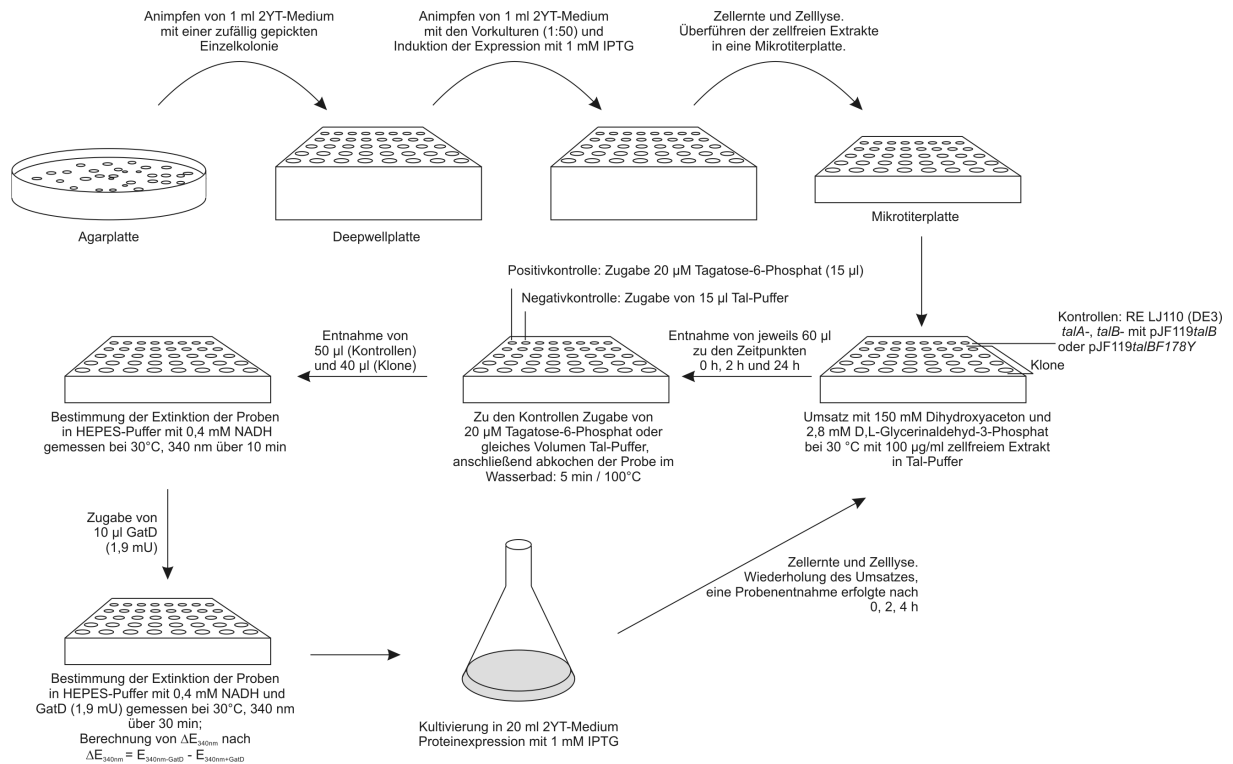 Animpfen von 1 ml 2YT-Medium
mit einer zufällig gepickten
Einzelkolonie
Animpfen von 1 ml 2YT-Medium
mit den Vorkulturen (1:50) und
Induktion der Expression mit 1 mM IPTG
Zellernte und Zelllyse.
Überführen der zellfreien Extrakte
in eine Mikrotiterplatte.
Agarplatte
Deepwellplatte
Mikrotiterplatte
Positivkontrolle: Zugabe 20 µM Tagatose-6-Phosphat (15 µl)
Negativkontrolle: Zugabe von 15 µl Tal-Puffer
Kontrollen: RE LJ110 (DE3)
talA-, talB- mit pJF119talB
oder pJF119talBF178Y
Klone
Entnahme von jeweils 60 µl
zu den Zeitpunkten
0 h, 2 h und 24 h
Entnahme von
50 µl (Kontrollen)
und 40 µl (Klone)
Umsatz mit 150 mM Dihydroxyaceton und
2,8 mM D,L-Glycerinaldehyd-3-Phosphat
bei 30 °C mit 100 µg/ml zellfreiem Extrakt
in Tal-Puffer
Zu den Kontrollen Zugabe von
20 µM Tagatose-6-Phosphat oder
gleiches Volumen Tal-Puffer,
anschließend abkochen der Probe im
Wasserbad: 5 min / 100°C
Bestimmung der Extinktion der Proben
in HEPES-Puffer mit 0,4 mM NADH
gemessen bei 30°C, 340 nm über 10 min
Zugabe von
10 µl GatD
(1,9 mU)
Bestimmung der Extinktion der Proben
in HEPES-Puffer mit 0,4 mM NADH und
GatD (1,9 mU) gemessen bei 30°C, 340 nm
über 30 min;
Berechnung von ΔE340nm nach
ΔE340nm = E340nm-GatD - E340nm+GatD
Kultivierung in 20 ml 2YT-Medium
Proteinexpression mit 1 mM IPTG
Zellernte und Zelllyse.
Wiederholung des Umsatzes,
eine Probenentnahme erfolgte nach
0, 2, 4 h